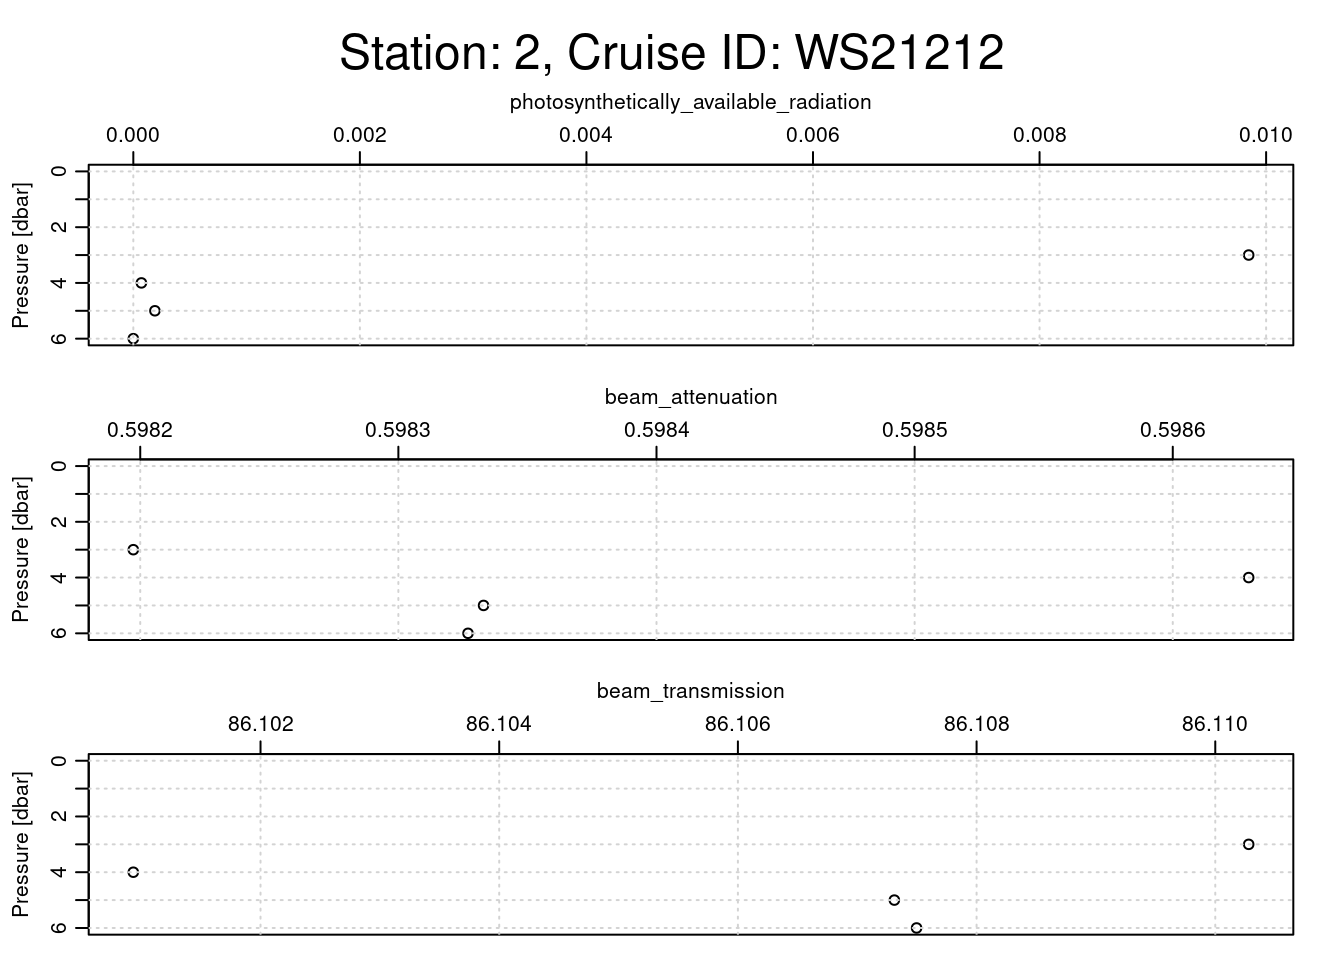 Station: 2, Cruise ID: WS21212
photosynthetically_available_radiation
0.000 0.002 0.004 0.006 0.008 0.010
Pressure [dbar]
0
2
4
6
beam_attenuation
0.5982 0.5983 0.5984 0.5985 0.5986
Pressure [dbar]
0
2
4
6
beam_transmission
86.102 86.104 86.106 86.108 86.110
Pressure [dbar]
0
2
4
6